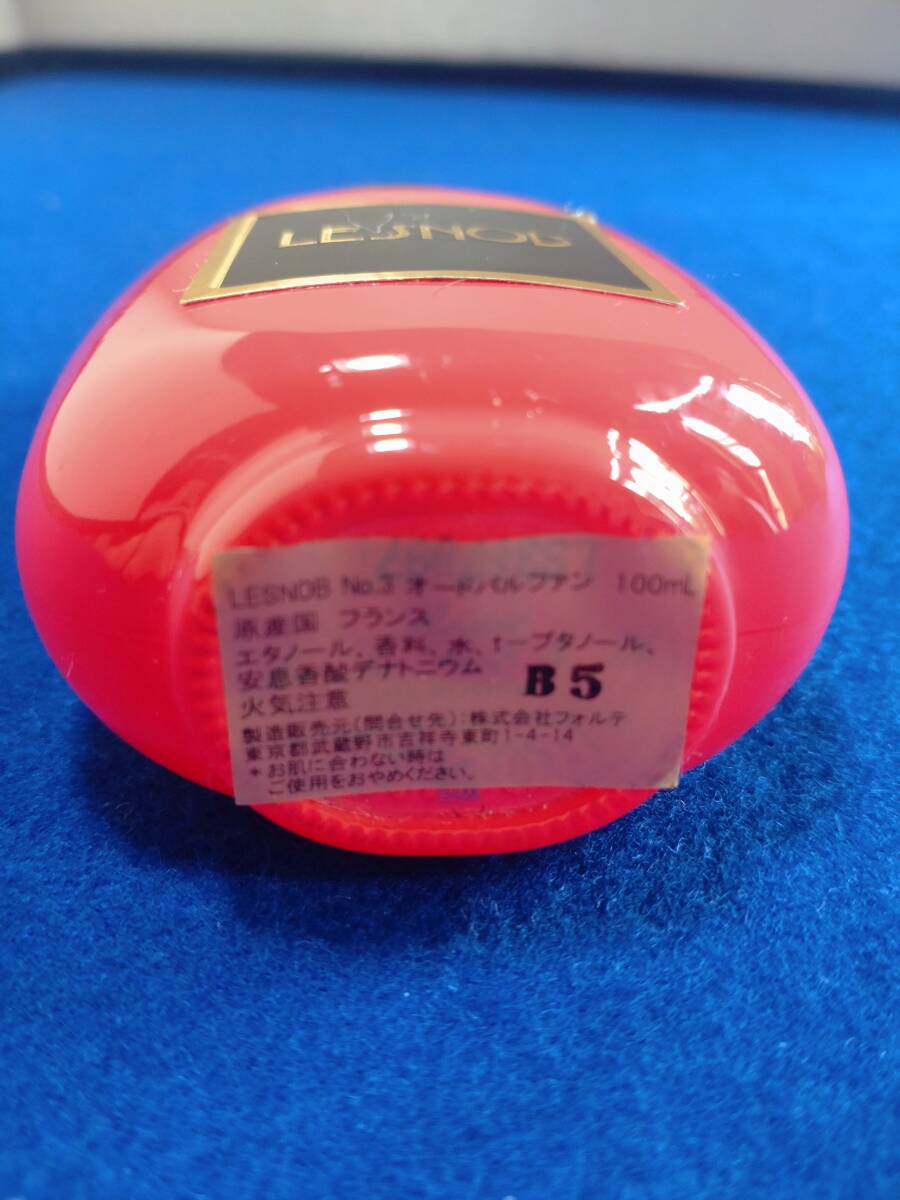 LESNOB
LESNOB No.3 オードパルファン 100mL
原産国 フランス
エタノール、香料、水、t-ブタノール、
安息香酸デナトニウム
B5
火気注意
製造販売元(問合せ先):株式会社フォルテ
東京都武蔵野市吉祥寺東町1-4-14
*お肌に合わない時は
ご使用をおやめください。